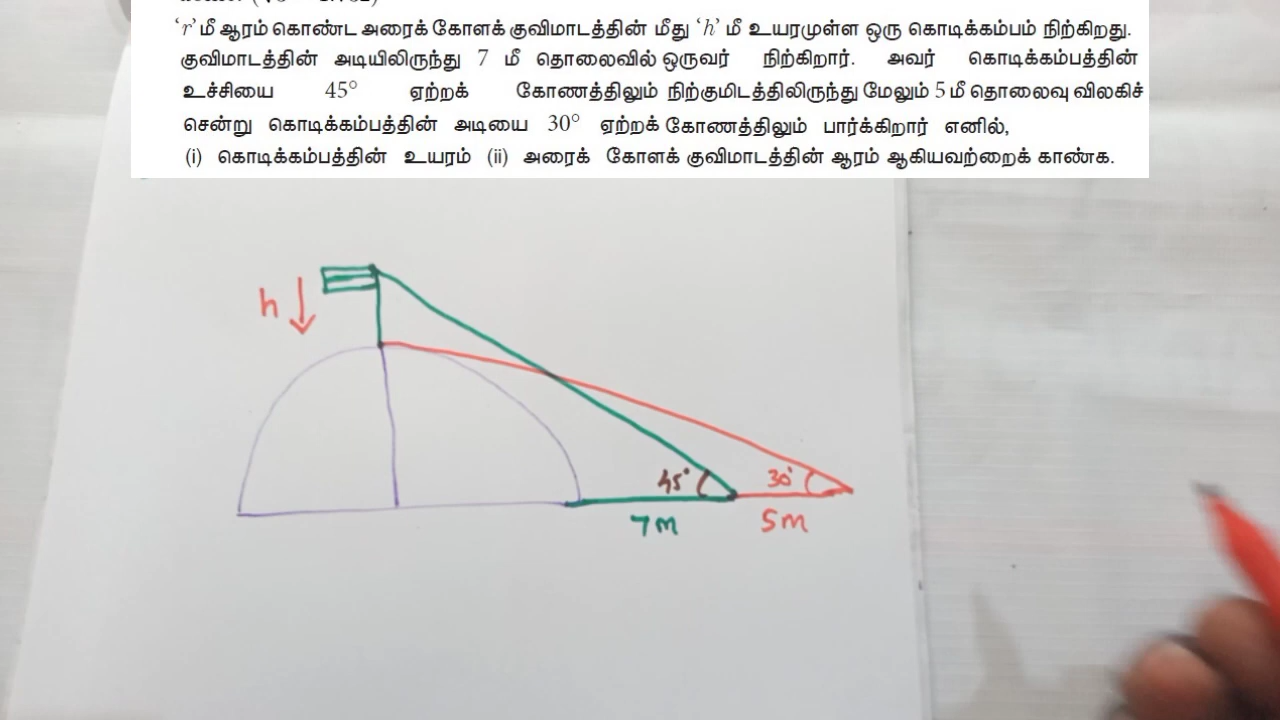 'r' மீ ஆரம் கொண்ட அரைக் கோளக் குவிமாடத்தின் மீது 'h' மீ உயரமுள்ள ஒரு கொடிக்கம்பம் நிற்கிறது.
குவிமாடத்தின் அடியிலிருந்து 7 மீ தொலைவில் ஒருவர் நிற்கிறார். அவர் கொடிக்கம்பத்தின்
உச்சியை 45° ஏற்றக் கோணத்திலும் நிற்குமிடத்திலிருந்து மேலும் 5 மீ தொலைவு விலகிச்
சென்று கொடிக்கம்பத்தின் அடியை 30° ஏற்றக் கோணத்திலும் பார்க்கிறார் எனில்,
(i) கொடிக்கம்பத்தின் உயரம் (ii) அரைக் கோளக் குவிமாடத்தின் ஆரம் ஆகியவற்றைக் காண்க.
h
45° 30°
7m 5m